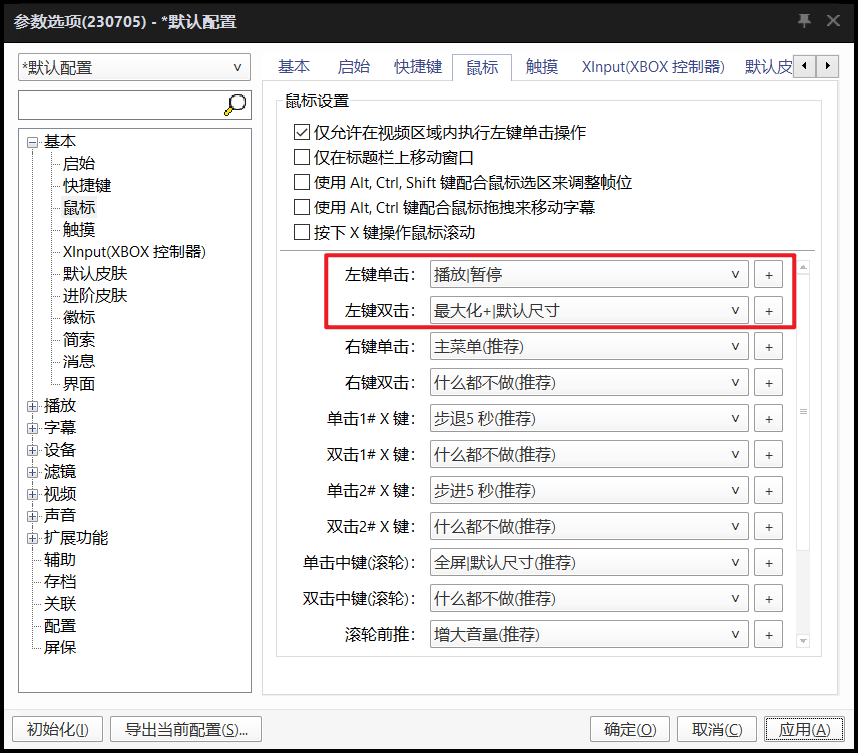 参数选项(230705) - *默认配置
*默认配置
基本
启始
快捷键
鼠标
触摸
XInput(XBOX 控制器)
默认皮肤
进阶皮肤
徽标
简索
消息
界面
播放
字幕
设备
滤镜
视频
声音
扩展功能
辅助
存档
关联
配置
屏保
基本 启始 快捷键 鼠标 触摸 XInput(XBOX 控制器) 默认皮
鼠标设置
仅允许在视频区域内执行左键单击操作
仅在标题栏上移动窗口
使用 Alt, Ctrl, Shift 键配合鼠标选区来调整帧位
使用 Alt, Ctrl 键配合鼠标拖拽来移动字幕
按下 X 键操作鼠标滚动
左键单击: 播放|暂停 +
左键双击: 最大化+|默认尺寸 +
右键单击: 主菜单(推荐) +
右键双击: 什么都不做(推荐) +
单击1# X 键: 步退5 秒(推荐) +
双击1# X 键: 什么都不做(推荐) +
单击2# X 键: 步进5 秒(推荐) +
双击2# X 键: 什么都不做(推荐) +
单击中键(滚轮): 全屏|默认尺寸(推荐) +
双击中键(滚轮): 什么都不做(推荐) +
滚轮前推: 增大音量(推荐) +
初始化(I) 导出当前配置(S)... 确定(O) 取消(C) 应用(A)